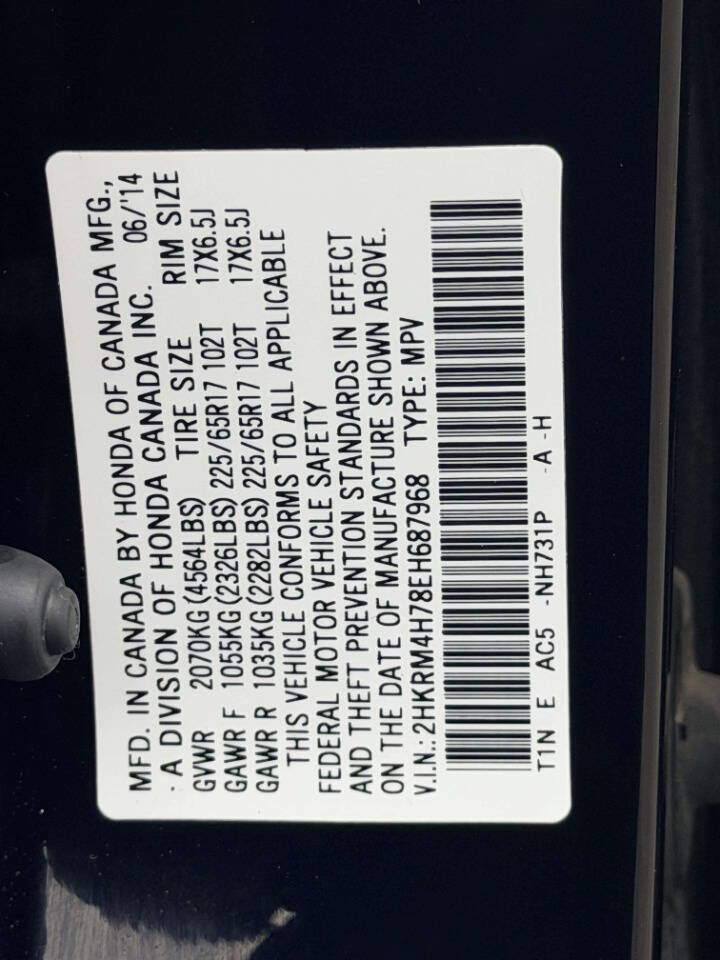 MFD. IN CANADA BY HONDA OF CANADA MFG.,
: A DIVISION OF HONDA CANADA INC. 06/'14
GVWR 2070KG (4564LBS) TIRE SIZE RIM SIZE
GAWR F 1055KG (2326LBS) 225/65R17 102T 17X6.5J
GAWR R 1035KG (2282LBS) 225/65R17 102T 17X6.5J
THIS VEHICLE CONFORMS TO ALL APPLICABLE
FEDERAL MOTOR VEHICLE SAFETY
AND THEFT PREVENTION STANDARDS IN EFFECT
ON THE DATE OF MANUFACTURE SHOWN ABOVE.
V.I.N.: 2HKRM4H78EH687968 TYPE: MPV
T1N E AC5 -NH731P -A -H